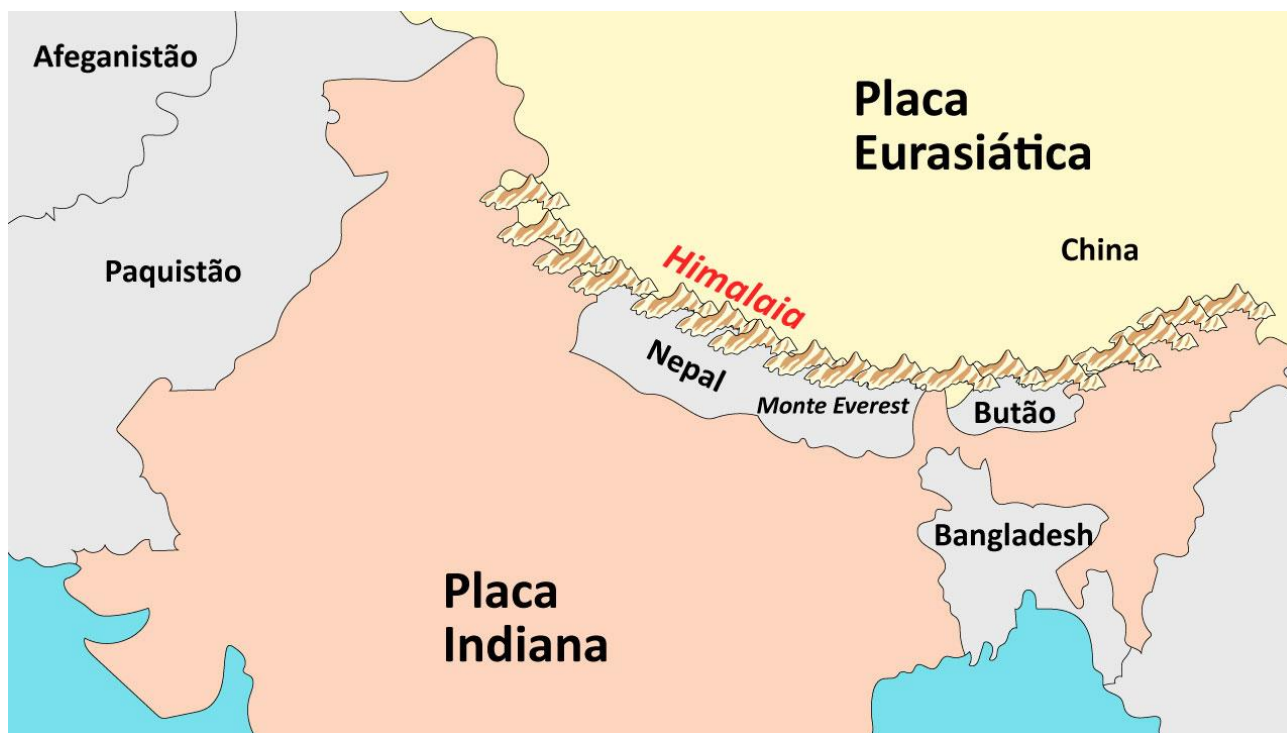 Afeganistão
Placa
Eurasiática
China
Paquistão
Himalaia
Nepal
Monte Everest
Butão
Bangladesh
Placa
Indiana